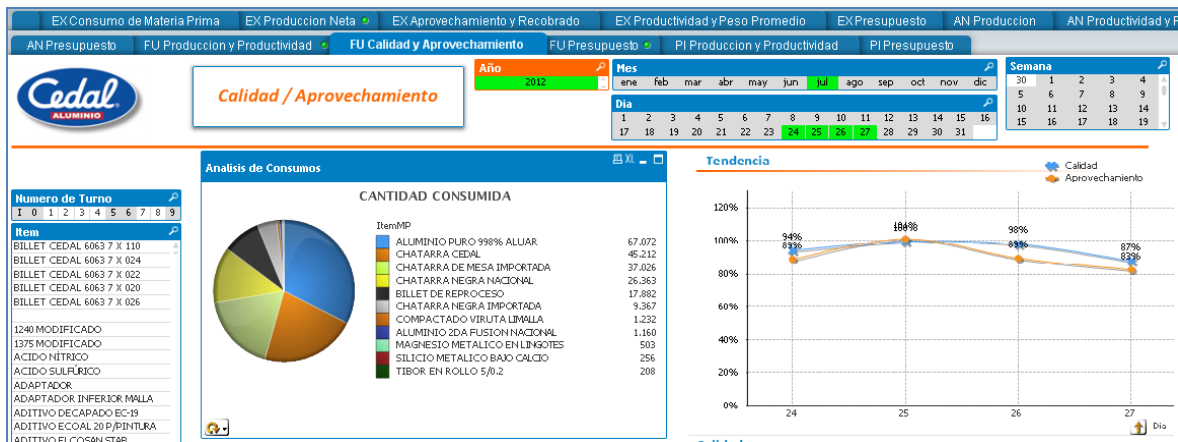 EX Consumo de Materia Prima EX Produccion Neta EX Aprovechamiento y Recobrado EX Productividad y Peso Promedio EX Presupuesto AN Produccion AN Productividad y
AN Presupuesto FU Produccion y Productividad FU Calidad y Aprovechamiento FU Presupuesto PI Produccion y Productividad PI Presupuesto
Cedal
ALUMINIO
Calidad / Aprovechamiento
Año
2012
Mes
ene feb mar abr may jun jul ago sep oct nov dic
Dia
1 2 3 4 5 6 7 8 9 10 11 12 13 14 15 16
17 18 19 20 21 22 23 24 25 26 27 28 29 30 31
Semana
30 1 2 3 4
5 6 7 8 9
10 11 12 13 14
15 16 17 18 19
Numero de Turno
I 0 1 2 3 4 5 6 7 8 9
Item
BILLET CEDAL 6063 7 X 110
BILLET CEDAL 6063 7 X 024
BILLET CEDAL 6063 7 X 022
BILLET CEDAL 6063 7 X 020
BILLET CEDAL 6063 7 X 026
1240 MODIFICADO
1375 MODIFICADO
ACIDO NÍTRICO
ACIDO SULFÚRICO
ADAPTADOR
ADAPTADOR INFERIOR MALLA
ADITIVO DECAPADO EC-19
ADITIVO ECOAL 20 P/PINTURA
ADITIVO ELCOSAN STAR
Analisis de Consumos
XL
CANTIDAD CONSUMIDA
ItemMP
ALUMINIO PURO 998% ALUAR 67.072
CHATARRA CEDAL 45.212
CHATARRA DE MESA IMPORTADA 37.026
CHATARRA NEGRA NACIONAL 26.363
BILLET DE REPROCESO 17.882
CHATARRA NEGRA IMPORTADA 9.367
COMPACTADO VIRUTA LIMALLA 1.232
ALUMINIO 2DA FUSION NACIONAL 1.160
MAGNESIO METALICO EN LINGOTES 503
SILICIO METALICO BAJO CALCIO 256
TIBOR EN ROLLO 5/0.2 208
Tendencia
Calidad
Aprovechaniento
120%
100%
80%
60%
40%
20%
0%
94%
89%
101%
100%
98%
89%
87%
83%
24 25 26 27
Dia